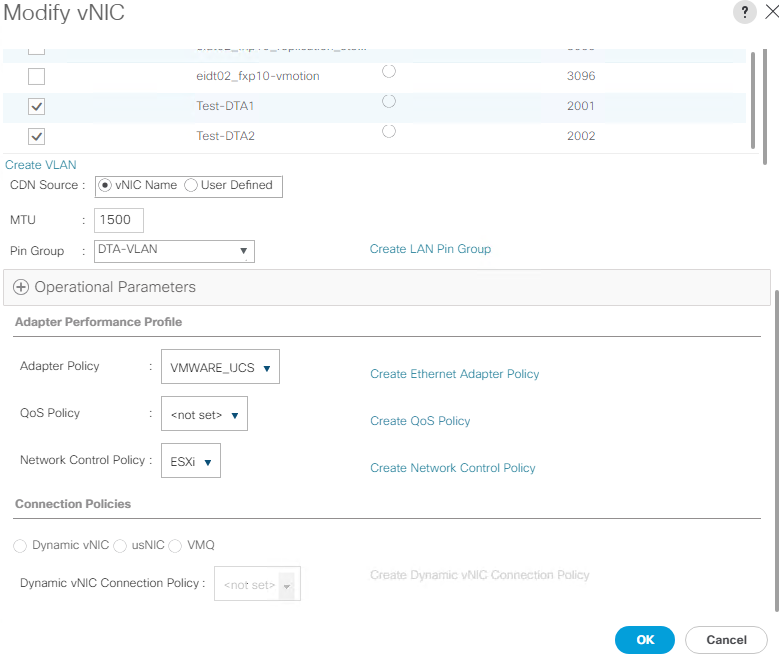 Modify vNIC
?
eidt02_fxp10-vmotion 3096
Test-DTA1 2001
Test-DTA2 2002
Create VLAN
CDN Source : vNIC Name User Defined
MTU : 1500
Pin Group : DTA-VLAN Create LAN Pin Group
Operational Parameters
Adapter Performance Profile
Adapter Policy : VMWARE_UCS Create Ethernet Adapter Policy
QoS Policy : <not set> Create QoS Policy
Network Control Policy : ESXi Create Network Control Policy
Connection Policies
Dynamic vNIC usNIC VMQ
Dynamic vNIC Connection Policy : <not set> Create Dynamic vNIC Connection Policy
OK Cancel